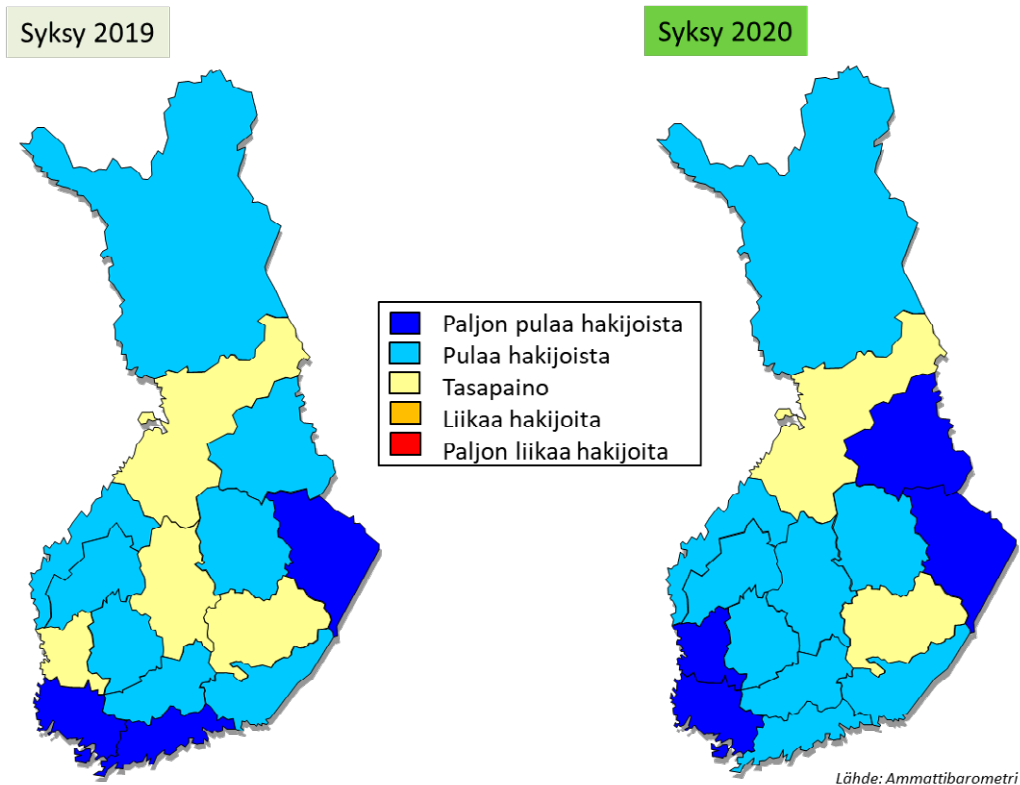 Syksy 2019
Syksy 2020
Paljon pulaa hakijoista
Pulaa hakijoista
Tasapaino
Liikaa hakijoita
Paljon liikaa hakijoita
Lähde: Ammattibarometri